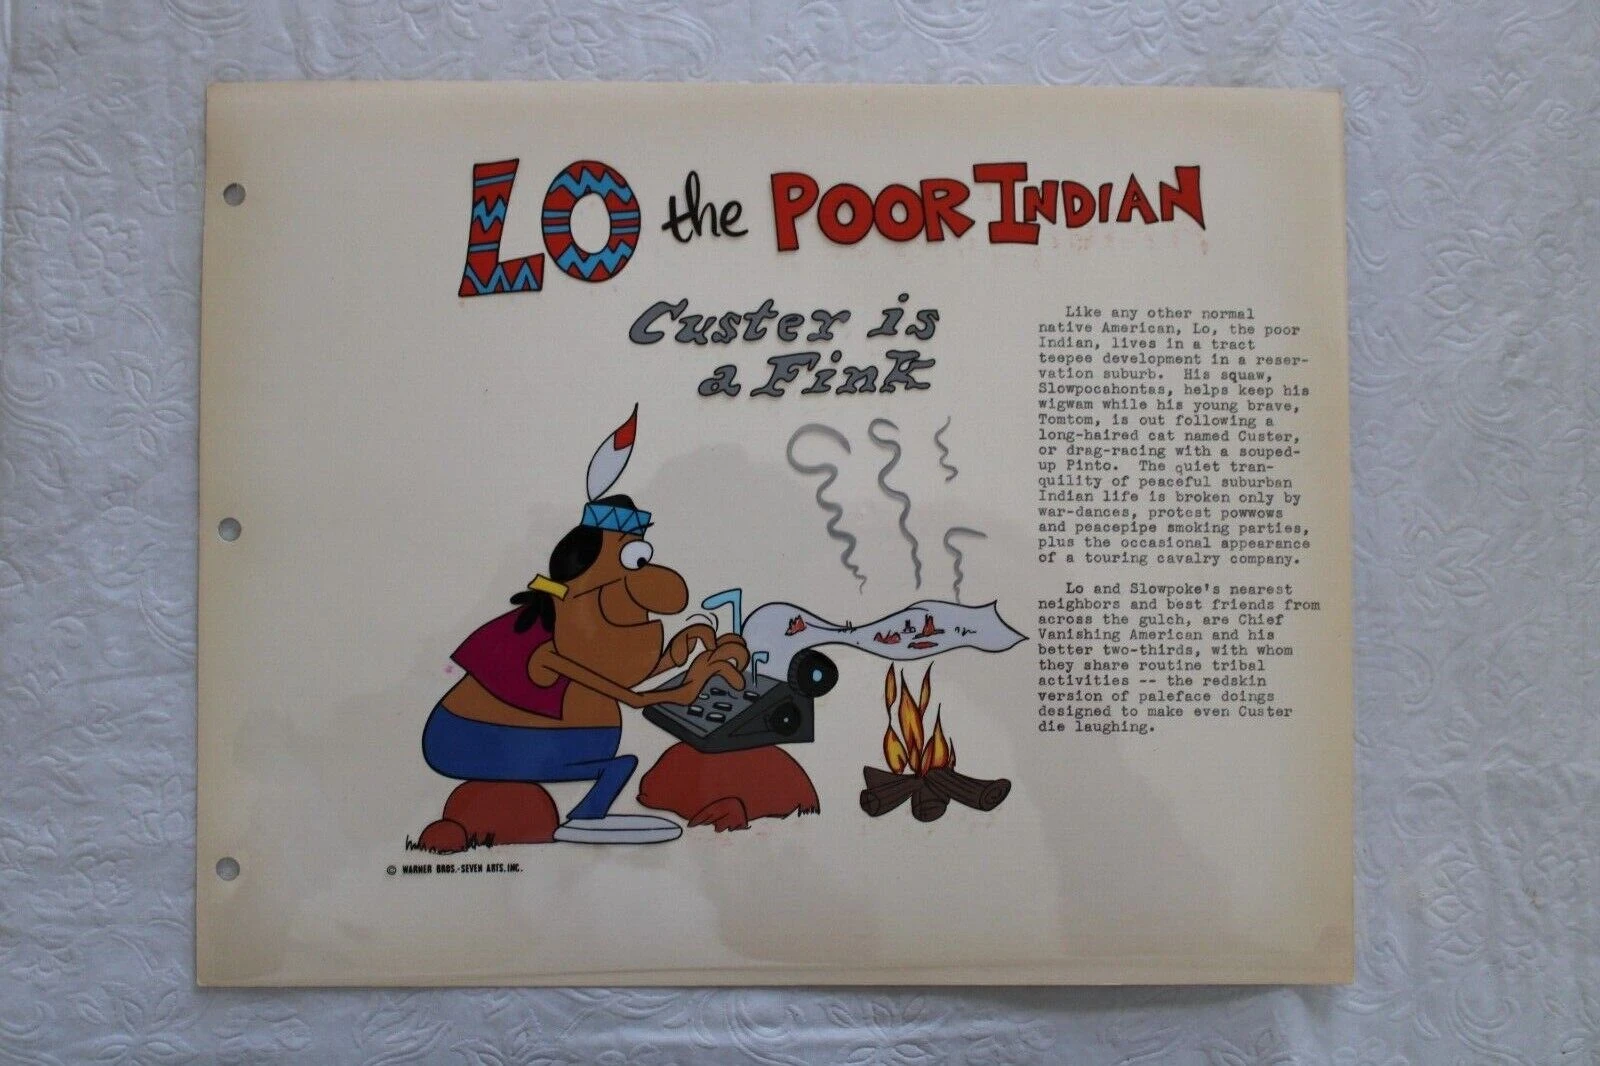 LO the POOR INDIAN
Custer is
a Fink
Like any other normal
native American, Lo, the poor
Indian, lives in a tract
teepee development in a reser-
vation suburb. His squaw,
Slowpocahontas, helps keep his
wigwam while his young brave,
Tomtom, is out following a
long-haired cat named Custer,
or drag-racing with a souped-
up Pinto. The quiet tran-
quility of peaceful suburban
Indian life is broken only by
war-dances, protest powwows
and peacepipe smoking parties,
plus the occasional appearance
of a touring cavalry company.
Lo and Slowpoke's nearest
neighbors and best friends from
across the gulch, are Chief
Vanishing American and his
better two-thirds, with whom
they share routine tribal
activities -- the redskin
version of paleface doings
designed to make even Custer
die laughing.
© WARNER BROS.-SEVEN ARTS, INC.